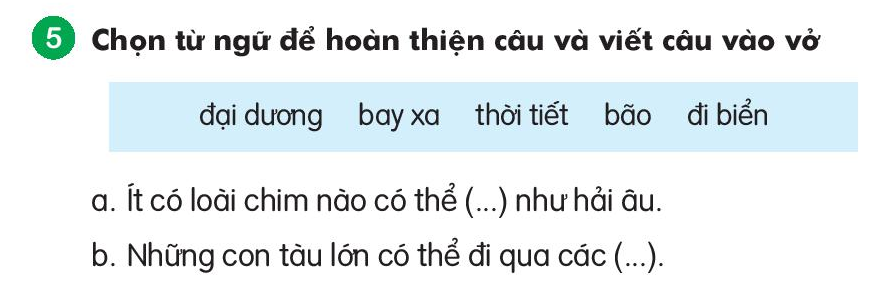 5 Chọn từ ngữ để hoàn thiện câu và viết câu vào vở
đại dương bay xa thời tiết bão đi biển
a. Ít có loài chim nào có thể (...) như hải âu.
b. Những con tàu lớn có thể đi qua các (...).